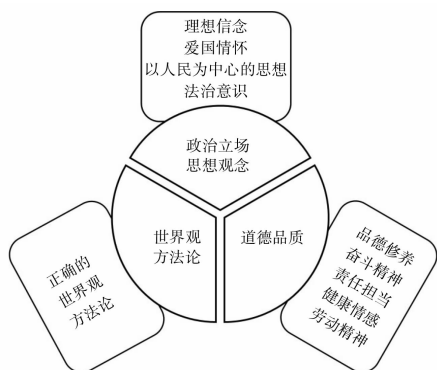 理想信念
爱国情怀
以人民为中心的思想
法治意识
政治立场
思想观念
世界观
方法论
道德品质
正确的
世界观
方法论
品德修养
奋斗精神
责任担当
健康情感
劳动精神